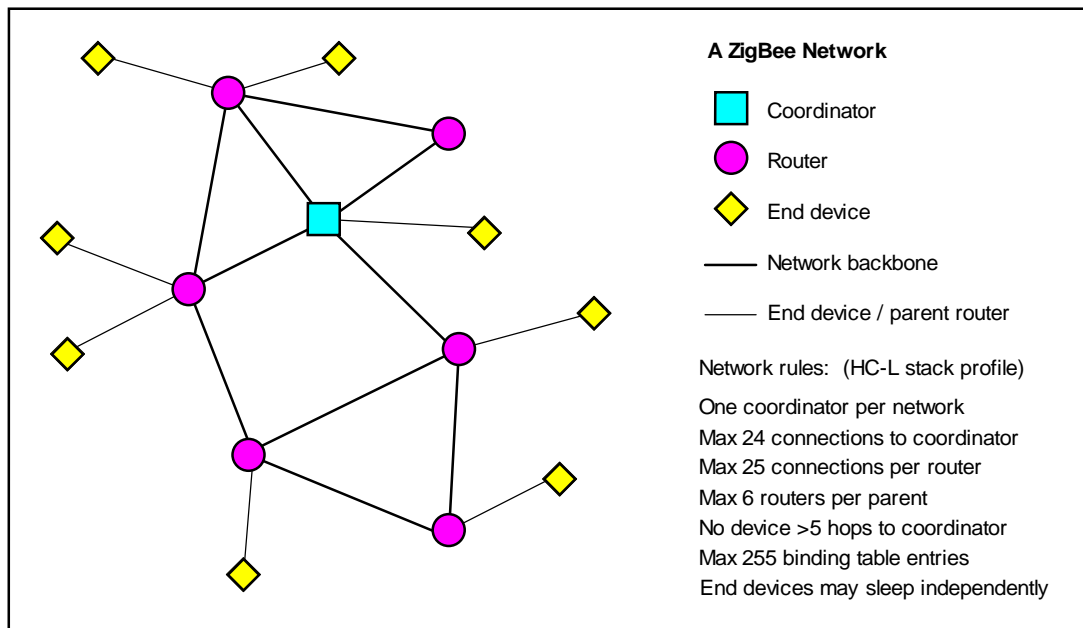 A ZigBee Network
Coordinator
Router
End device
Network backbone
End device / parent router
Network rules: (HC-L stack profile)
One coordinator per network
Max 24 connections to coordinator
Max 25 connections per router
Max 6 routers per parent
No device >5 hops to coordinator
Max 255 binding table entries
End devices may sleep independently